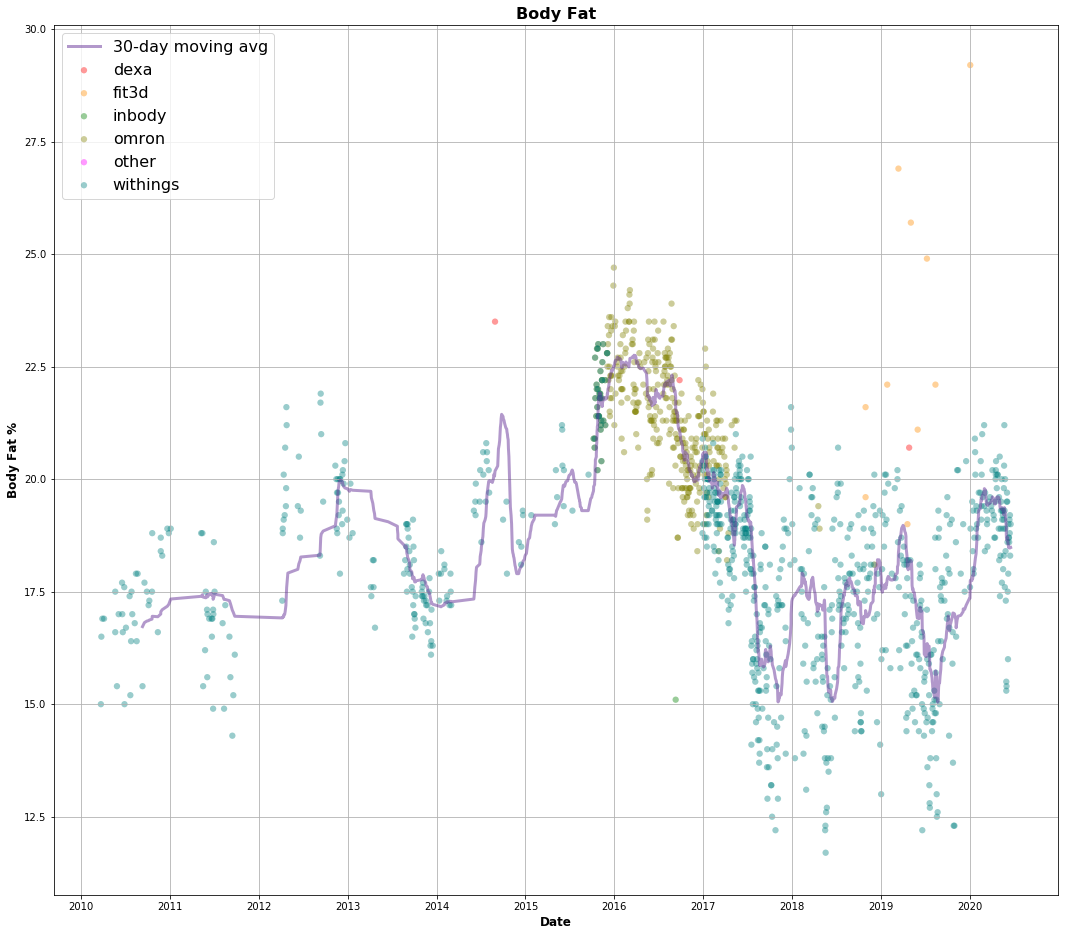 Body Fat
30-day moving avg
dexa
fit3d
inbody
omron
other
withings
Body Fat %
30.0
27.5
25.0
22.5
20.0
17.5
15.0
12.5
2010 2011 2012 2013 2014 2015 2016 2017 2018 2019 2020
Date